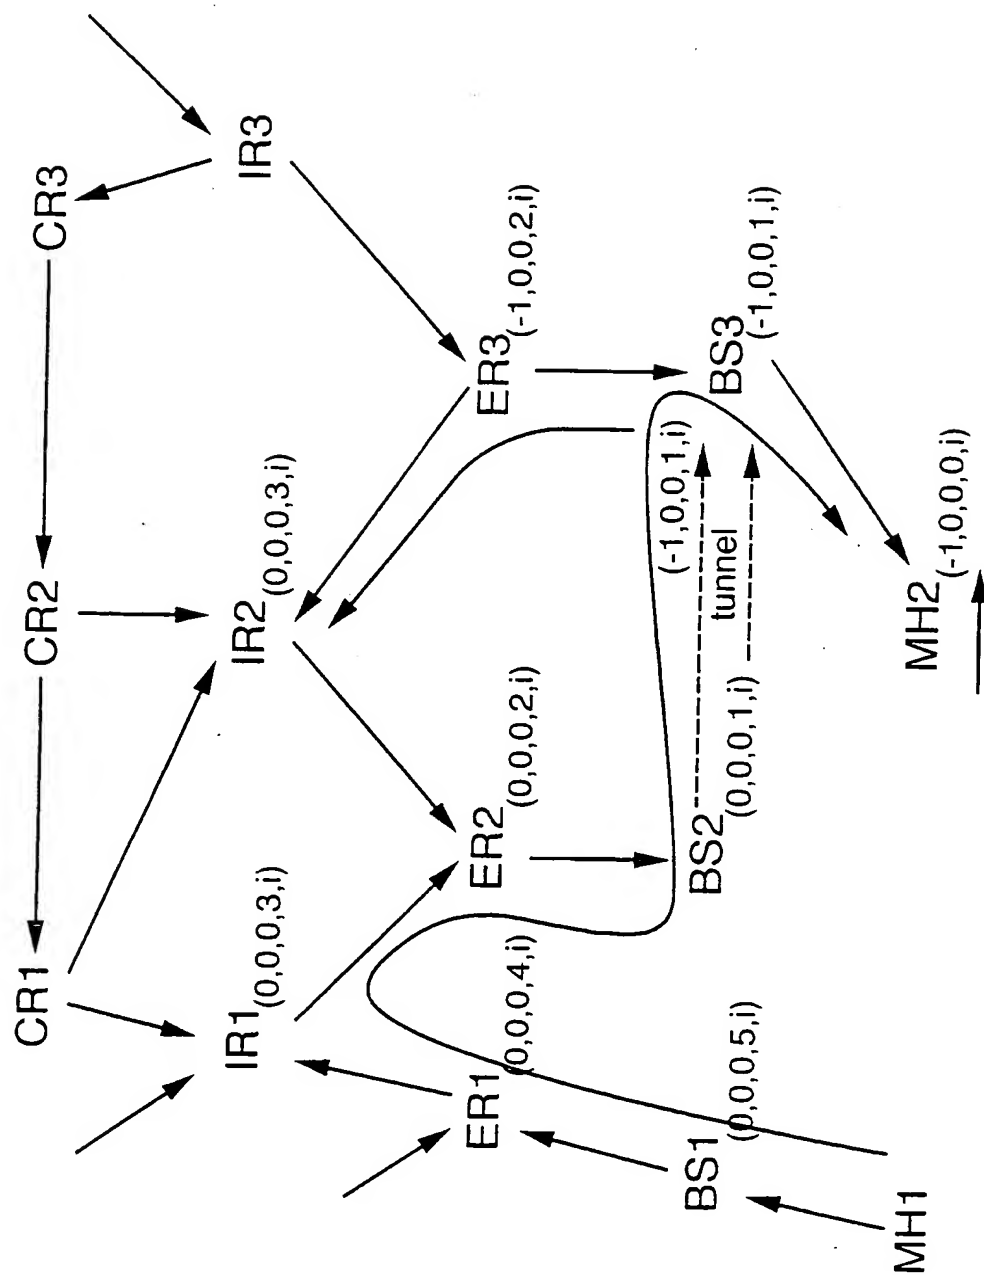 CR1
CR2
CR3
IR1 (0,0,0,3,i)
IR2 (0,0,0,3,i)
IR3
ER1 (0,0,0,4,i)
ER2 (0,0,0,2,i)
ER3 (-1,0,0,2,i)
BS1 (0,0,0,5,i)
BS2 (0,0,0,1,i)
tunnel
(-1,0,0,1,i)
BS3 (-1,0,0,1,i)
MH1
MH2 (-1,0,0,0,i)